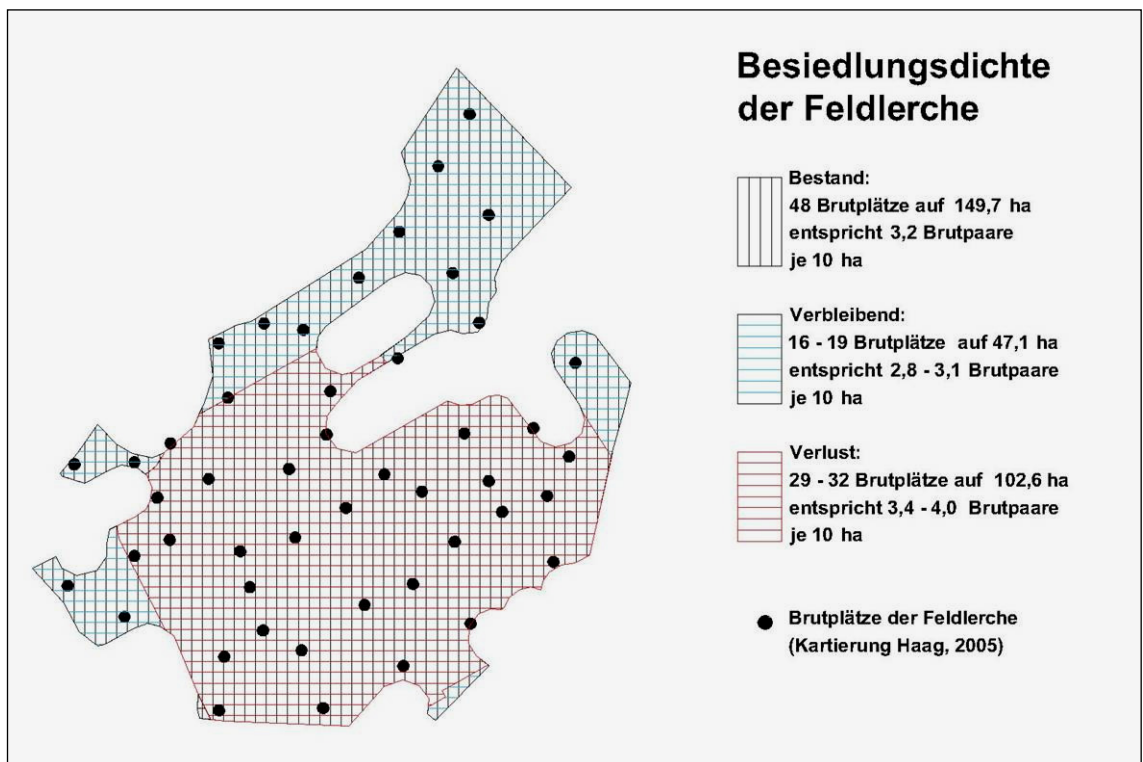 Besiedlungsdichte
der Feldlerche
Bestand:
48 Brutplätze auf 149,7 ha
entspricht 3,2 Brutpaare
je 10 ha
Verbleibend:
16 - 19 Brutplätze auf 47,1 ha
entspricht 2,8 - 3,1 Brutpaare
je 10 ha
Verlust:
29 - 32 Brutplätze auf 102,6 ha
entspricht 3,4 - 4,0 Brutpaare
je 10 ha
Brutplätze der Feldlerche
(Kartierung Haag, 2005)